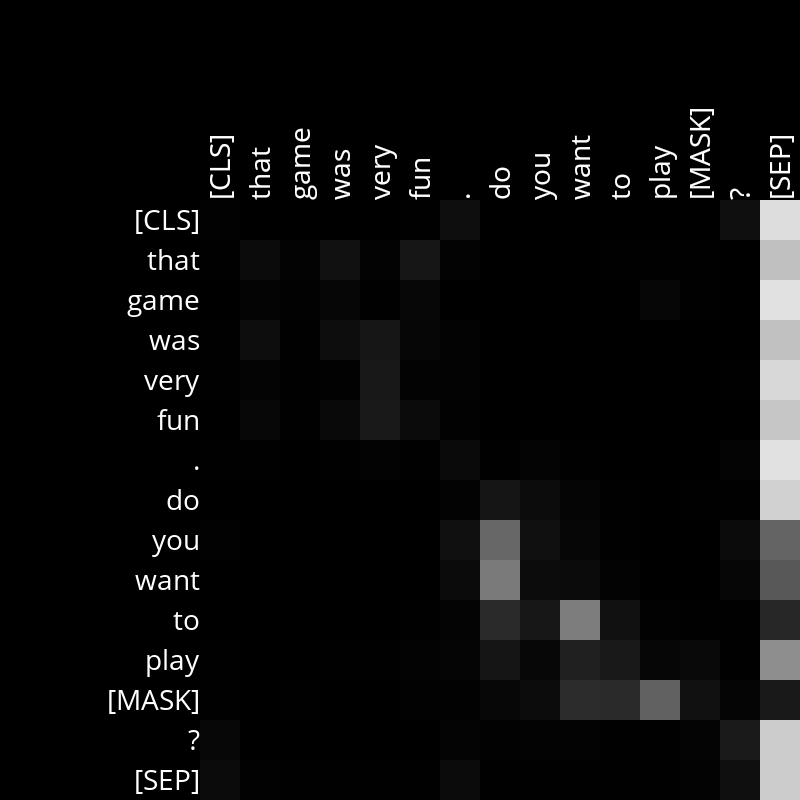 [CLS] that game was very fun . do you want to play [MASK] ? [SEP]
[CLS]
that
game
was
very
fun
.
do
you
want
to
play
[MASK]
?
[SEP]